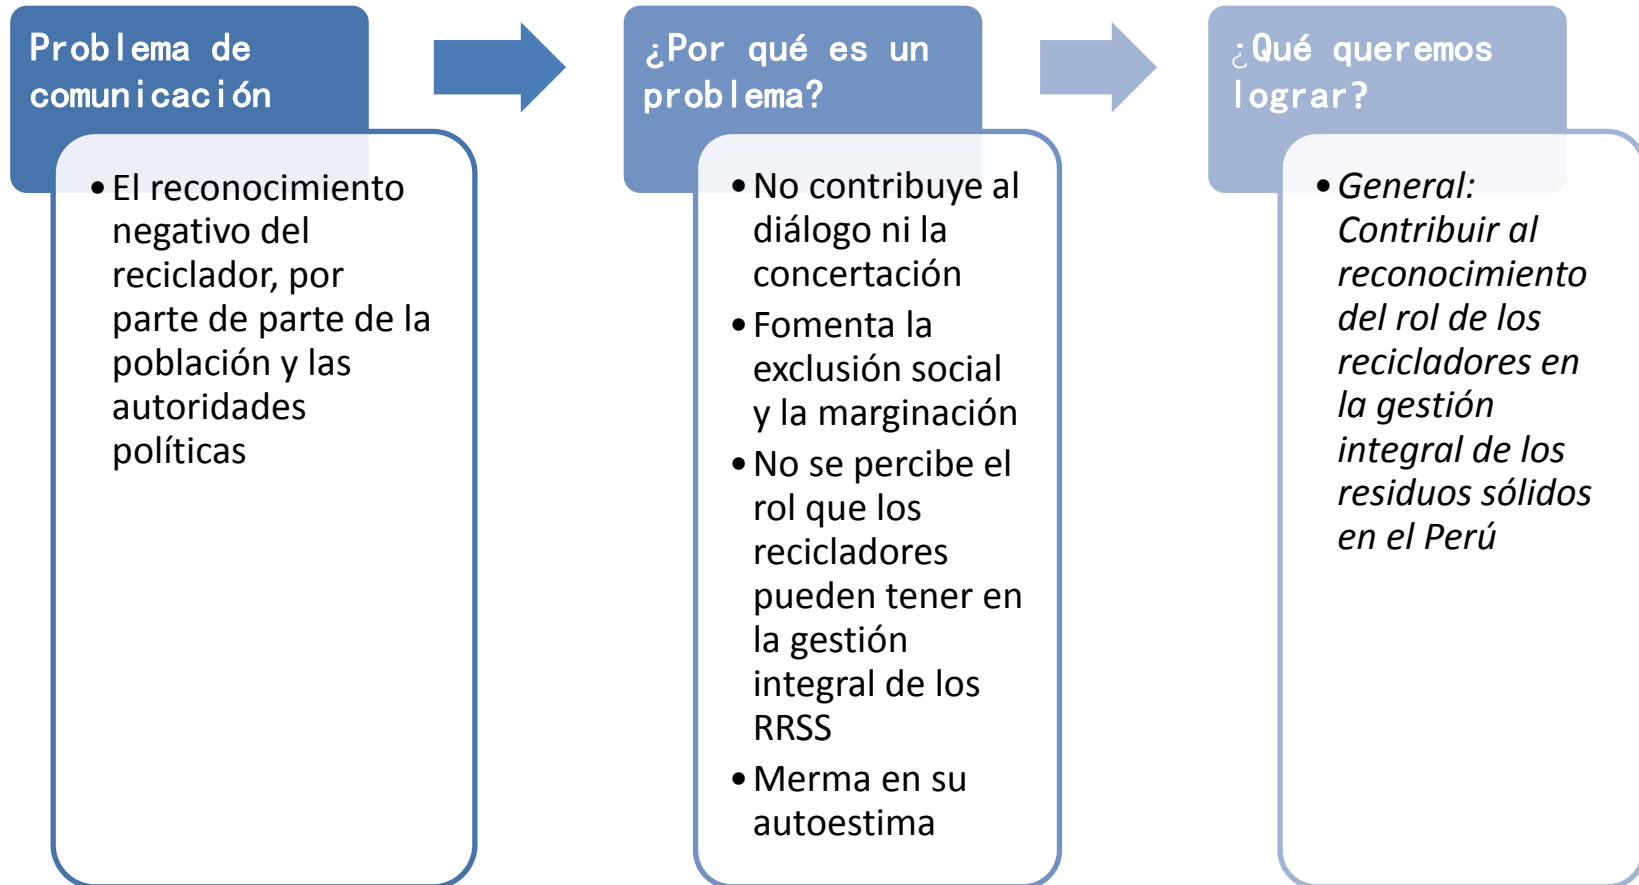 Problema de
comunicación
• El reconocimiento
negativo del
reciclador, por
parte de parte de la
población y las
autoridades
políticas
¿Por qué es un
problema?
• No contribuye al
diálogo ni la
concertación
• Fomenta la
exclusión social
y la marginación
• No se percibe el
rol que los
recicladores
pueden tener en
la gestión
integral de los
RRSS
• Merma en su
autoestima
¿Qué queremos
lograr?
• General:
Contribuir al
reconocimiento
del rol de los
recicladores en
la gestión
integral de los
residuos sólidos
en el Perú